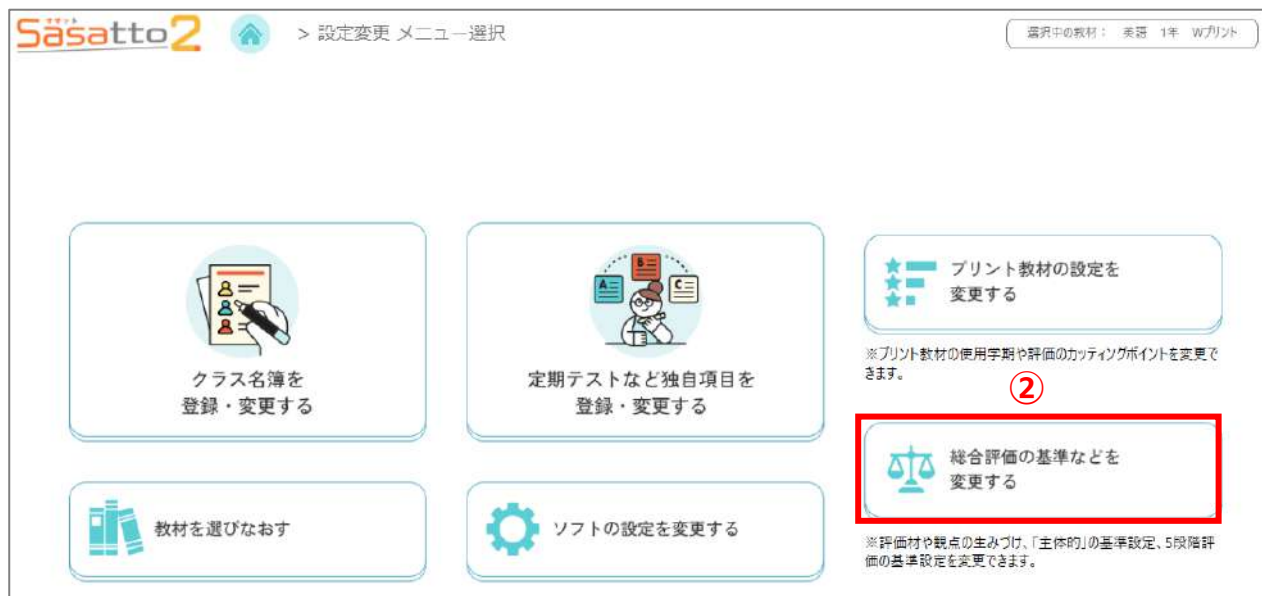 ササッと
Sasatto2
> 設定変更 メニュー選択
選択中の教材： 英語 1年 Wプリント
クラス名簿を
登録・変更する
A
B
C
定期テストなど独自項目を
登録・変更する
プリント教材の設定を
変更する
※プリント教材の使用学期や評価のカッティングポイントを変更で
きます。
②
総合評価の基準などを
変更する
※評価材や観点の生みづけ、「主体的」の基準設定、5段階評
価の基準設定を変更できます。
教材を選びなおす
ソフトの設定を変更する